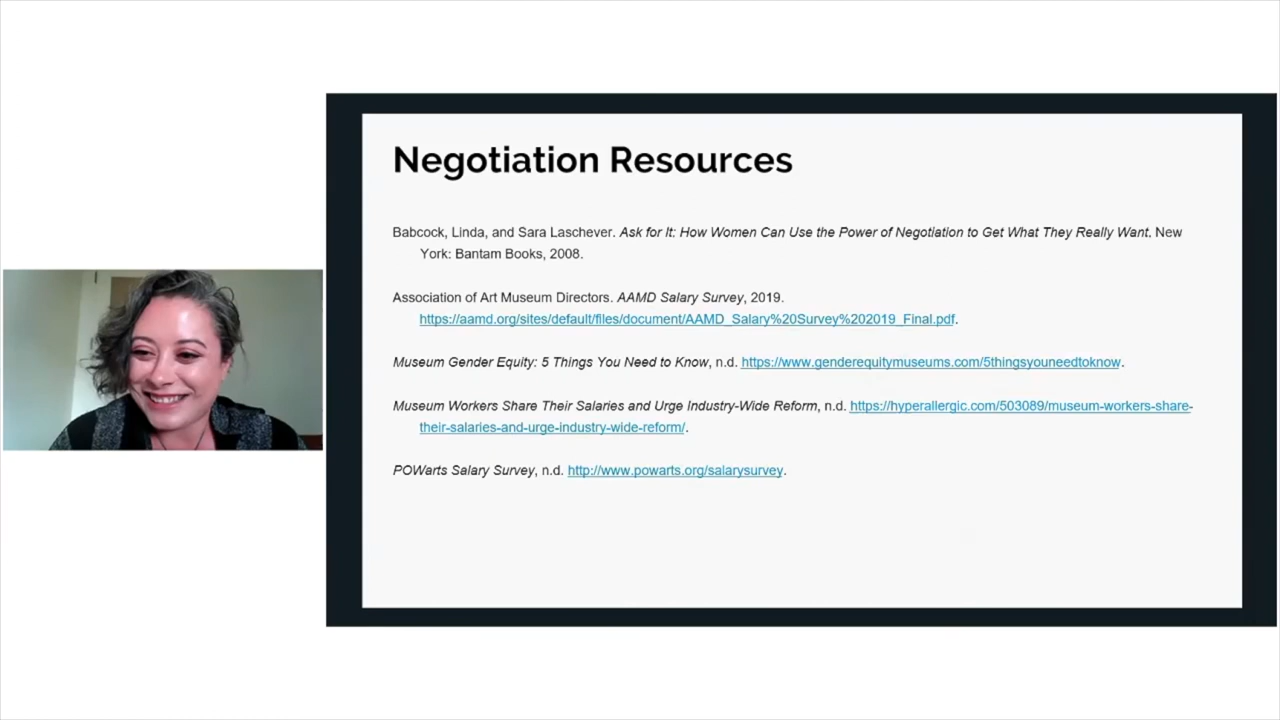 Negotiation Resources
Babcock, Linda, and Sara Laschever. Ask for It: How Women Can Use the Power of Negotiation to Get What They Really Want. New
York: Bantam Books, 2008.
Association of Art Museum Directors. AAMD Salary Survey, 2019.
https://aamd.org/sites/default/files/document/AAMD_Salary%20Survey%202019_Final.pdf.
Museum Gender Equity: 5 Things You Need to Know, n.d. https://www.genderequitymuseums.com/5thingsyouneedtoknow.
Museum Workers Share Their Salaries and Urge Industry-Wide Reform, n.d. https://hyperallergic.com/503089/museum-workers-share-
their-salaries-and-urge-industry-wide-reform/.
POWarts Salary Survey, n.d. http://www.powarts.org/salarysurvey.